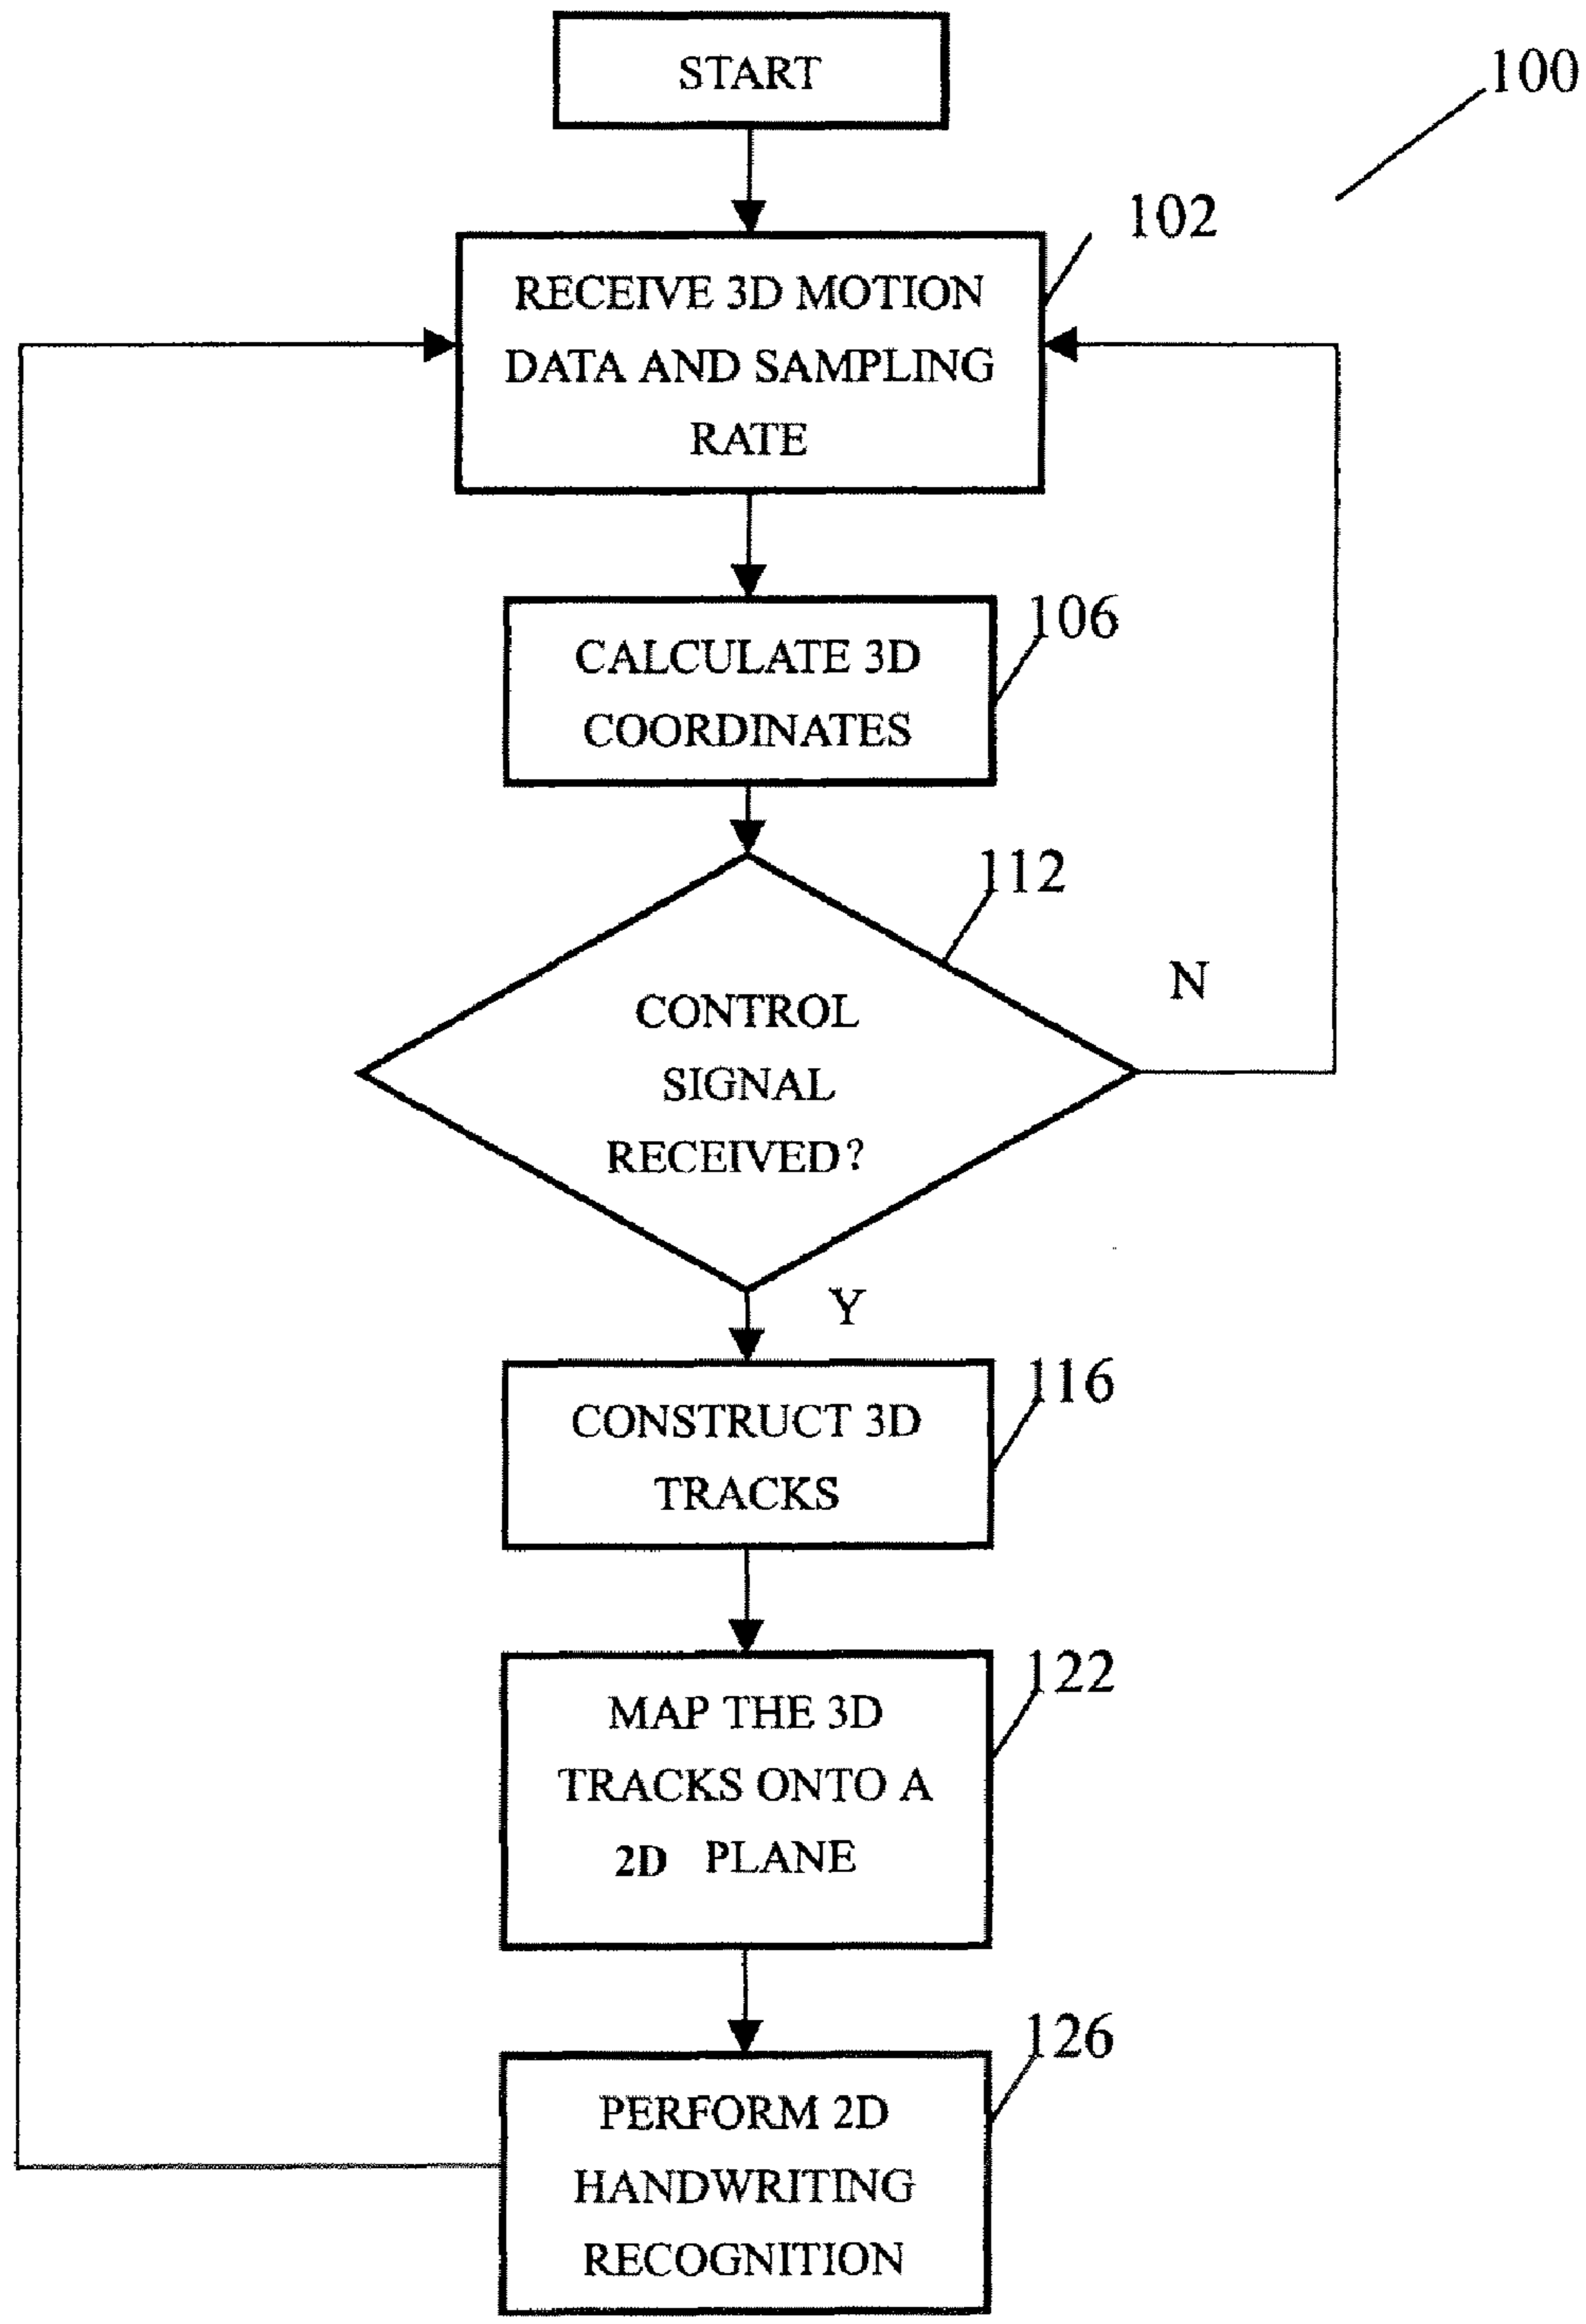 START
100
102
RECEIVE 3D MOTION
DATA AND SAMPLING
RATE
106
CALCULATE 3D
COORDINATES
112
N
CONTROL
SIGNAL
RECEIVED?
Y
116
CONSTRUCT 3D
TRACKS
122
MAP THE 3D
TRACKS ONTO A
2D PLANE
126
PERFORM 2D
HANDWRITING
RECOGNITION